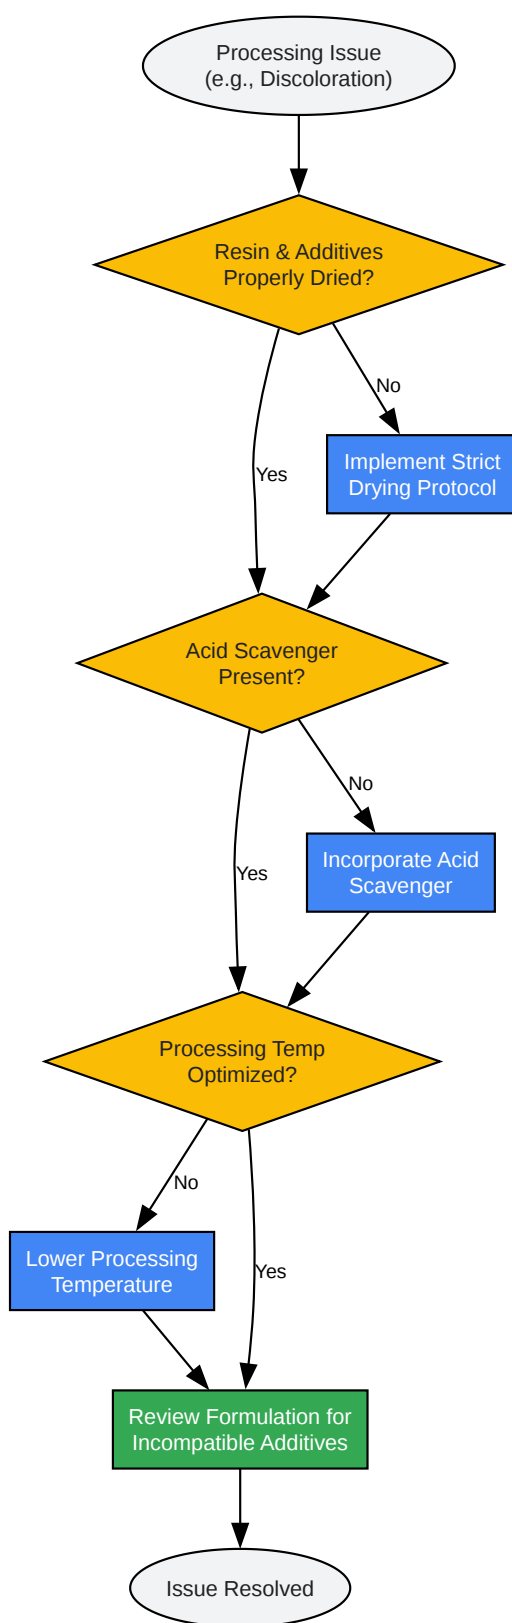 Processing Issue
(e.g., Discoloration)
Resin & Additives
Properly Dried?
No
Implement Strict
Drying Protocol
Yes
Acid Scavenger
Present?
No
Incorporate Acid
Scavenger
Yes
Processing Temp
Optimized?
No
Lower Processing
Temperature
Yes
Review Formulation for
Incompatible Additives
Issue Resolved